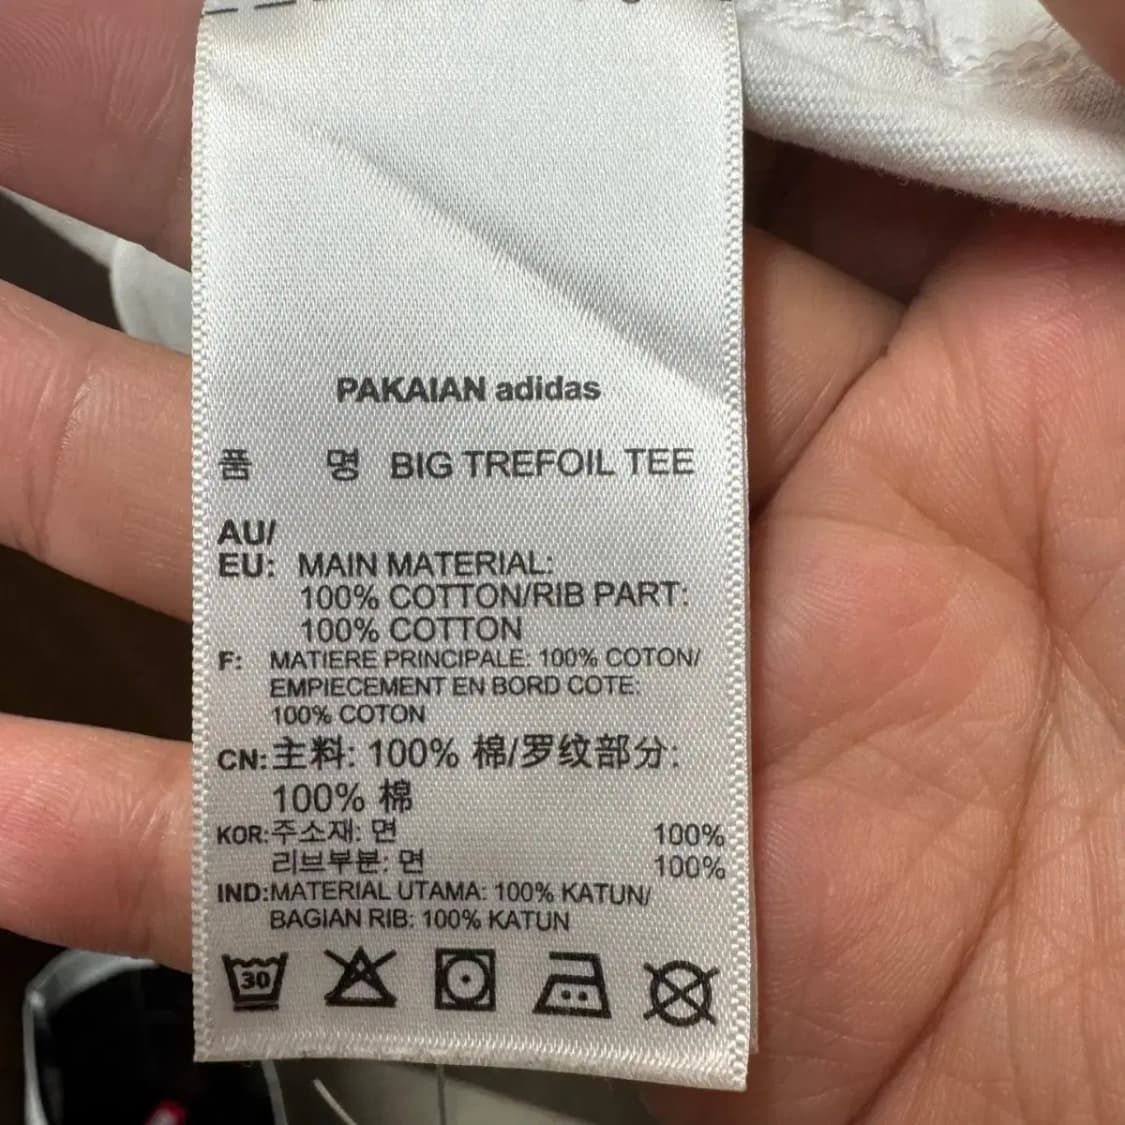 PAKAIAN adidas
품 명 BIG TREFOIL TEE
AU/
EU: MAIN MATERIAL:
100% COTTON/RIB PART:
100% COTTON
F: MATIERE PRINCIPALE: 100% COTON/
EMPIECEMENT EN BORD COTE:
100% COTON
CN: 主料: 100% 棉/罗纹部分:
100% 棉
KOR: 주소재: 면 100%
리브부분: 면 100%
IND: MATERIAL UTAMA: 100% KATUN/
BAGIAN RIB: 100% KATUN
30